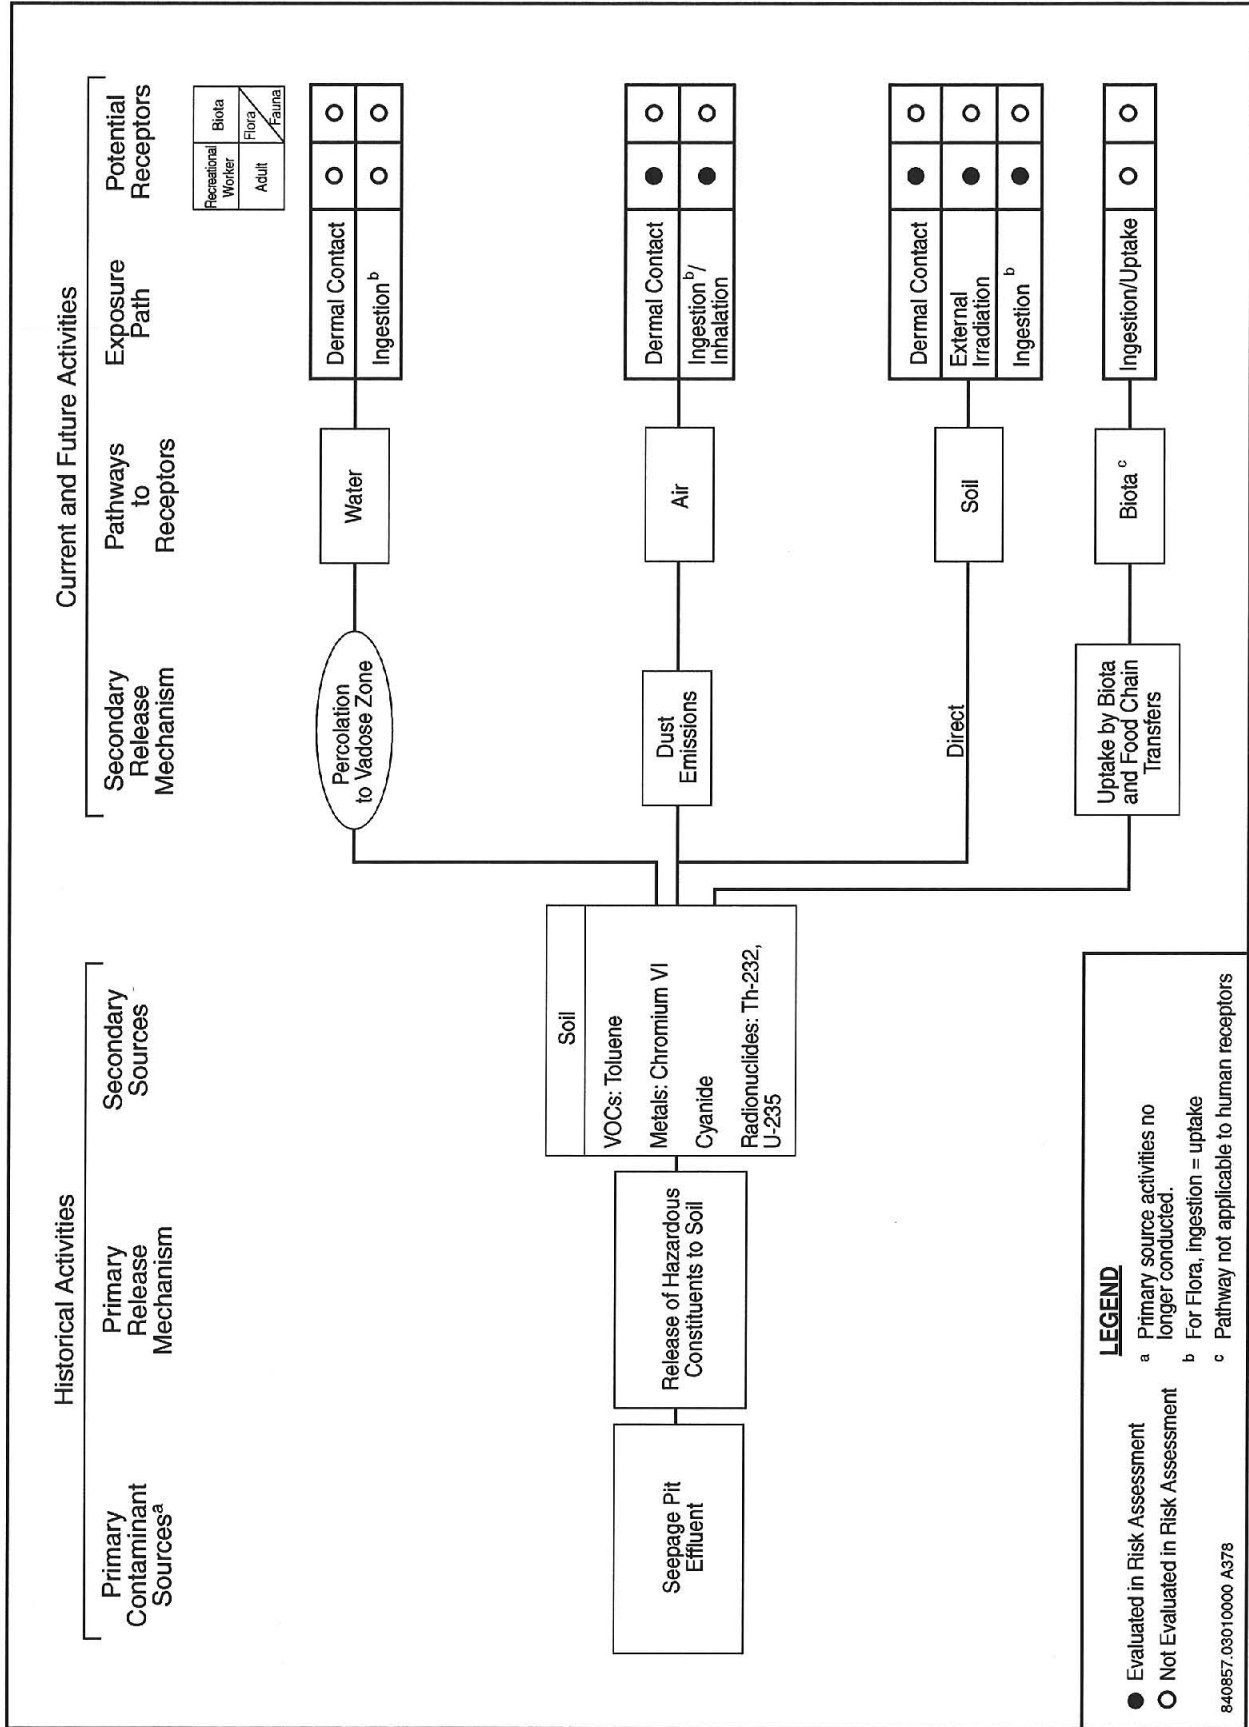 Historical Activities
Current and Future Activities
Primary
Contaminant
Sourcesa
Primary
Release
Mechanism
Secondary
Sources
Secondary
Release
Mechanism
Pathways
to
Receptors
Exposure
Path
Potential
Receptors
Recreational
Worker
Biota
Adult
Flora
Fauna
Seepage Pit
Effluent
Release of Hazardous
Constituents to Soil
Soil
VOCs: Toluene
Metals: Chromium VI
Cyanide
Radionuclides: Th-232,
U-235
Percolation
to Vadose Zone
Water
Dermal Contact
Ingestionb
Dust
Emissions
Air
Dermal Contact
Ingestionb/
Inhalation
Direct
Soil
Dermal Contact
External
Irradiation
Ingestion b
Uptake by Biota
and Food Chain
Transfers
Biota c
Ingestion/Uptake
LEGEND
Evaluated in Risk Assessment
Not Evaluated in Risk Assessment
a Primary source activities no
longer conducted.
b For Flora, ingestion = uptake
c Pathway not applicable to human receptors
840857.03010000 A378